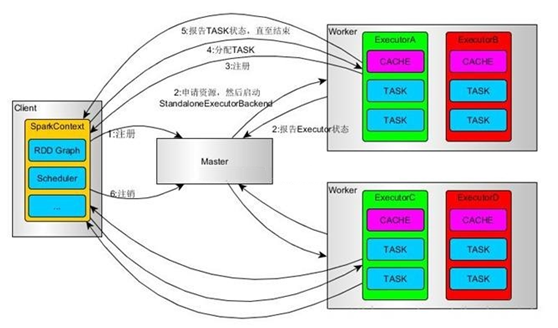 5:报告TASK状态，直至结束
4:分配TASK
3:注册
2:申请资源，然后启动
StandaloneExecutorBackend
2:报告Executor状态
1:注册
6:注销
Client
SparkContext
RDD Graph
Scheduler
...
Master
Worker
ExecutorA
CACHE
TASK
TASK
ExecutorB
CACHE
TASK
TASK
Worker
ExecutorC
CACHE
TASK
TASK
ExecutorD
CACHE
TASK
TASK